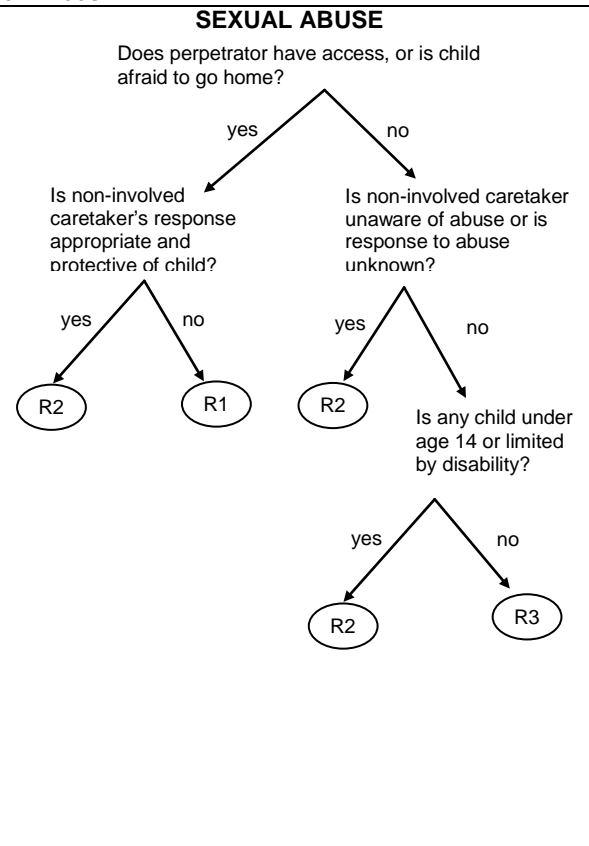 SEXUAL ABUSE
Does perpetrator have access, or is child
afraid to go home?
yes
no
Is non-involved
caretaker's response
appropriate and
protective of child?
Is non-involved caretaker
unaware of abuse or is
response to abuse
unknown?
yes
no
yes
no
R2
R1
R2
Is any child under
age 14 or limited
by disability?
yes
no
R2
R3